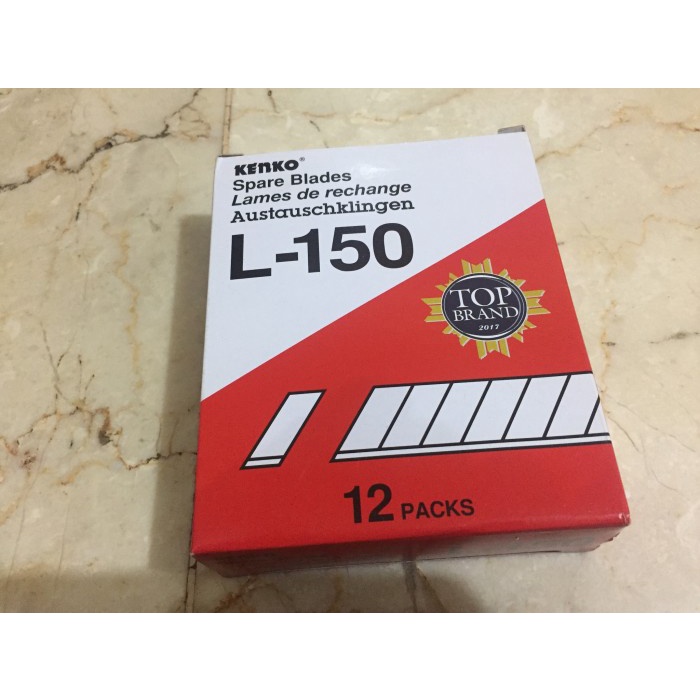 KENKO®
Spare Blades
Lames de rechange
Austauschklingen
L-150
TOP
BRAND
2017
12 PACKS